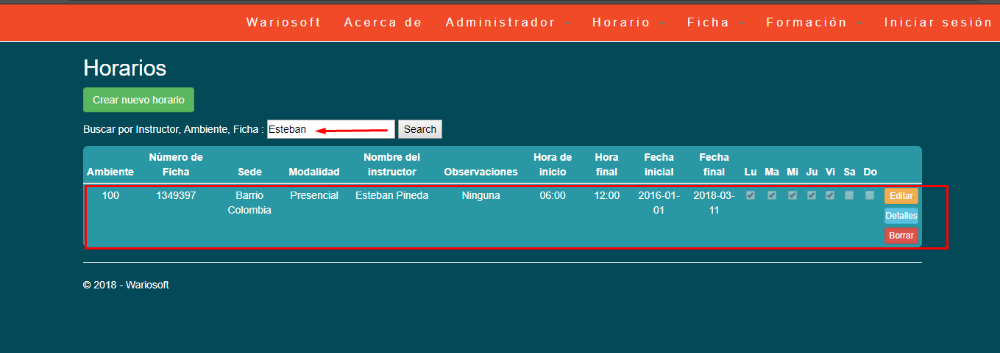 Wariosoft Acerca de Administrador Horario Ficha Formación Iniciar sesión
Horarios
Crear nuevo horario
Buscar por Instructor, Ambiente, Ficha : Esteban Search
Ambiente Número de Ficha Sede Modalidad Nombre del instructor Observaciones Hora de inicio Hora final Fecha inicial Fecha final Lu Ma Mi Ju Vi Sa Do
100 1349397 Barrio Colombia Presencial Esteban Pineda Ninguna 06:00 12:00 2016-01-01 2018-03-11 Editar
Detalles
Borrar
© 2018 - Wariosoft